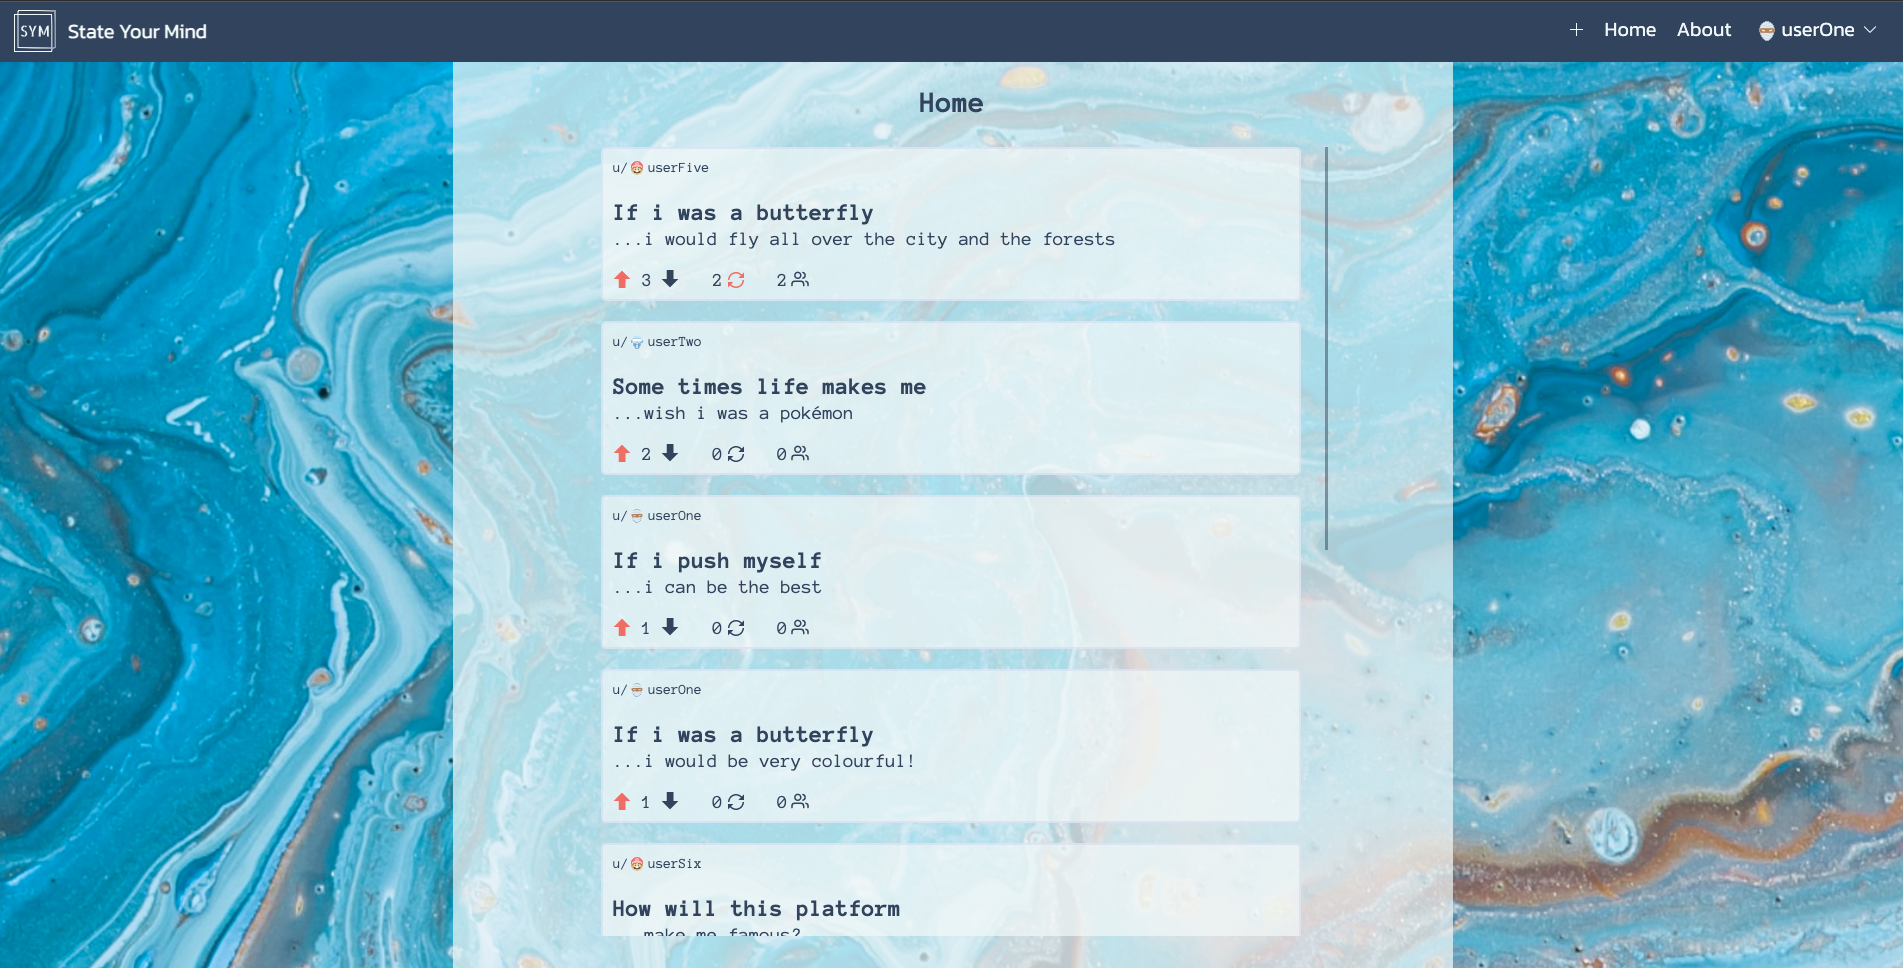 SYM State Your Mind
+ Home About userOne
Home
u/ userFive
If i was a butterfly
...i would fly all over the city and the forests
3 2 2
u/ userTwo
Some times life makes me
...wish i was a pokémon
2 0 0
u/ userOne
If i push myself
...i can be the best
1 0 0
u/ userOne
If i was a butterfly
...i would be very colourful!
1 0 0
u/ userSix
How will this platform
...make me famous?